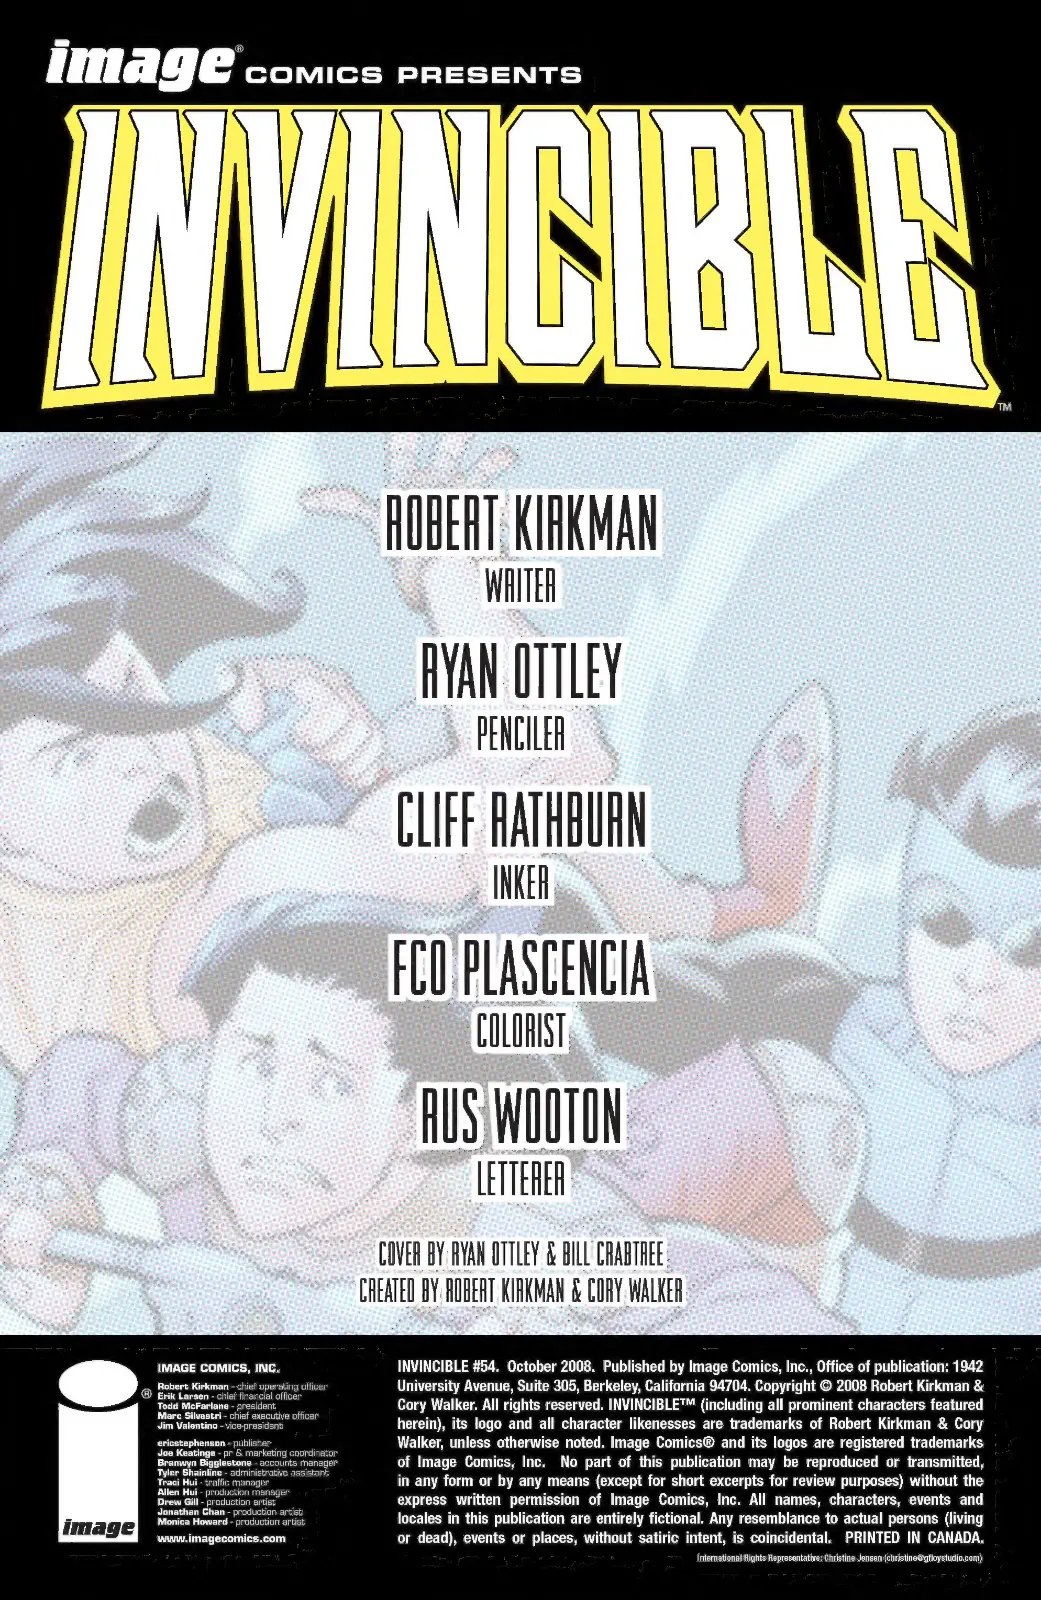 image® COMICS PRESENTS
INVINCIBLE™
ROBERT KIRKMAN
WRITER
RYAN OTTLEY
PENCILER
CLIFF RATHBURN
INKER
FCO PLASCENCIA
COLORIST
RUS WOOTON
LETTERER
COVER BY RYAN OTTLEY & BILL CRABTREE
CREATED BY ROBERT KIRKMAN & CORY WALKER
®
image
IMAGE COMICS, INC.
Robert Kirkman - chief operating officer
Erik Larsen - chief financial officer
Todd McFarlane - president
Marc Silvestri - chief executive officer
Jim Valentino - vice-president
ericstephenson - publisher
Joe Keatinge - pr & marketing coordinator
Branwyn Bigglestone - accounts manager
Tyler Shainline - administrative assistant
Traci Hui - traffic manager
Allen Hui - production manager
Drew Gill - production artist
Jonathan Chan - production artist
Monica Howard - production artist
www.imagecomics.com
INVINCIBLE #54. October 2008. Published by Image Comics, Inc., Office of publication: 1942
University Avenue, Suite 305, Berkeley, California 94704. Copyright © 2008 Robert Kirkman &
Cory Walker. All rights reserved. INVINCIBLE™ (including all prominent characters featured
herein), its logo and all character likenesses are trademarks of Robert Kirkman & Cory
Walker, unless otherwise noted. Image Comics® and its logos are registered trademarks
of Image Comics, Inc. No part of this publication may be reproduced or transmitted,
in any form or by any means (except for short excerpts for review purposes) without the
express written permission of Image Comics, Inc. All names, characters, events and
locales in this publication are entirely fictional. Any resemblance to actual persons (living
or dead), events or places, without satiric intent, is coincidental. PRINTED IN CANADA.
International Rights Representative: Christine Jensen (christine@gfloystudio.com)